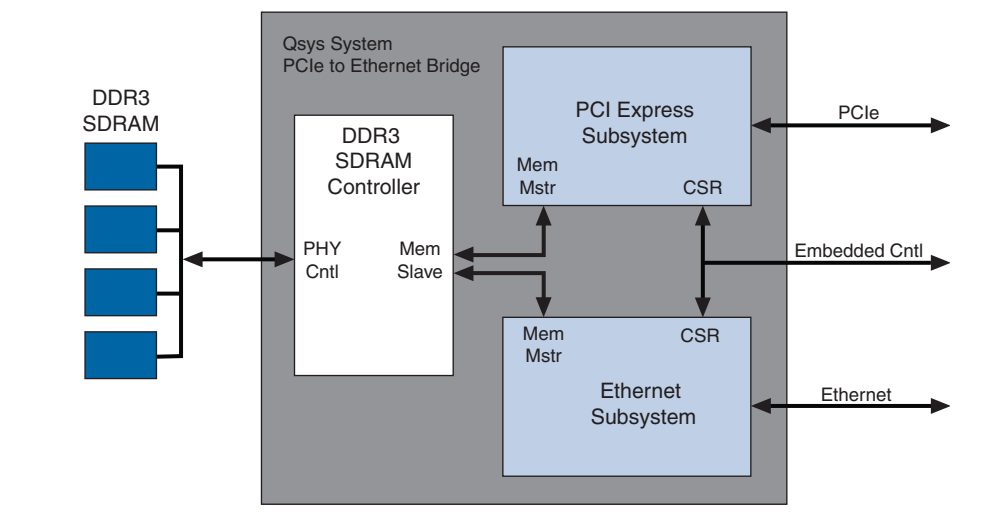 Qsys System
PCIe to Ethernet Bridge
DDR3
SDRAM
DDR3
SDRAM
Controller
PHY
Cntl
Mem
Slave
PCI Express
Subsystem
Mem
Mstr
CSR
PCIe
Embedded Cntl
Mem
Mstr
CSR
Ethernet
Subsystem
Ethernet